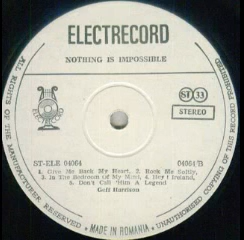 ELECTRECORD
NOTHING IS IMPOSSIBLE
ST 33
STEREO
ST-ELE 04064
04064/B
1. Give Me Back My Heart, 2. Rock Me Softly,
3. In The Bedroom Of My Mind, 4. Her I
5. Don't Call Him A Legend
Geff Harrison
ALL RIGHTS OF THE MANUFACTURER RESERVED
• MADE IN ROMANIA •
UNAUTHORISED COPYING OF THIS RECORD PROHIBITED